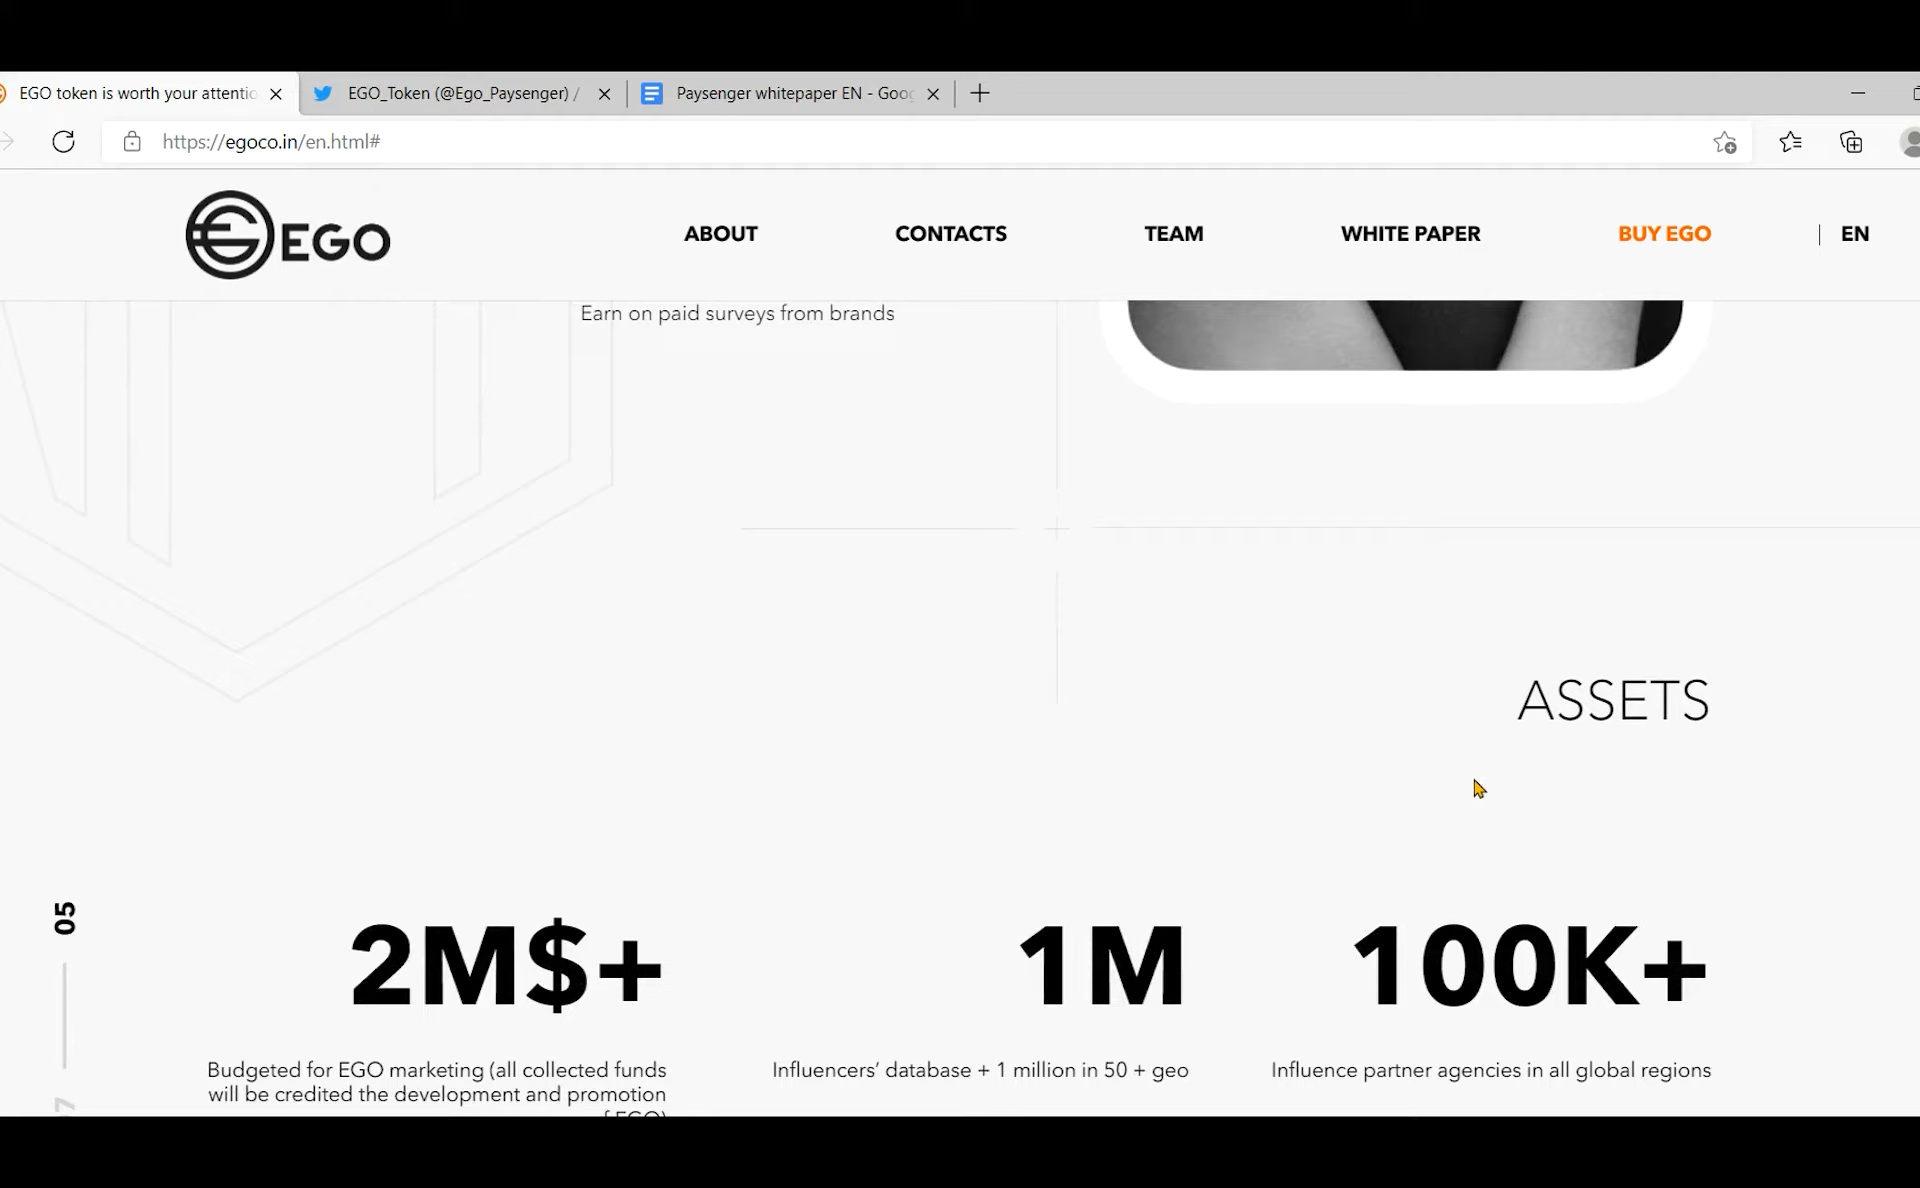 EGO token is worth your attentio
EGO_Token (@Ego_Paysenger) /
Paysenger whitepaper EN - Goo
https://egoco.in/en.html#
EGO
ABOUT
CONTACTS
TEAM
WHITE PAPER
BUY EGO
EN
Earn on paid surveys from brands
ASSETS
05
2M$+
1M
100K+
Budgeted for EGO marketing (all collected funds
will be credited the development and promotion
Influencers' database + 1 million in 50 + geo
Influence partner agencies in all global regions
7